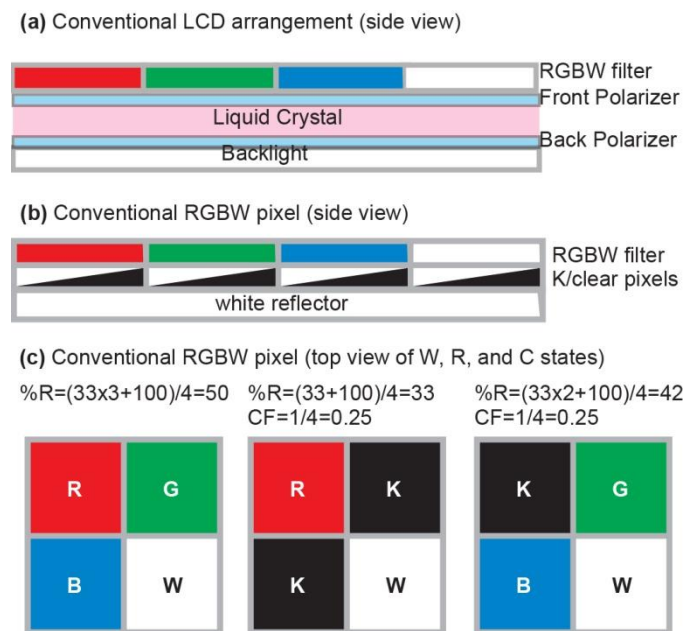 (a) Conventional LCD arrangement (side view)
RGBW filter
Front Polarizer
Liquid Crystal
Back Polarizer
Backlight
(b) Conventional RGBW pixel (side view)
RGBW filter
K/clear pixels
white reflector
(c) Conventional RGBW pixel (top view of W, R, and C states)
%R=(33x3+100)/4=50
%R=(33+100)/4=33
CF=1/4=0.25
%R=(33x2+100)/4=42
CF=1/4=0.25
R G
B W
R K
K W
K G
B W